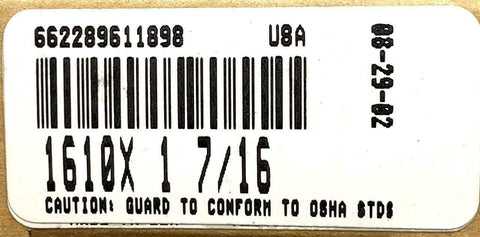 662289611898 USA
08-29-02
1610X 1 7/16
CAUTION: GUARD TO CONFORM TO OSHA STDS